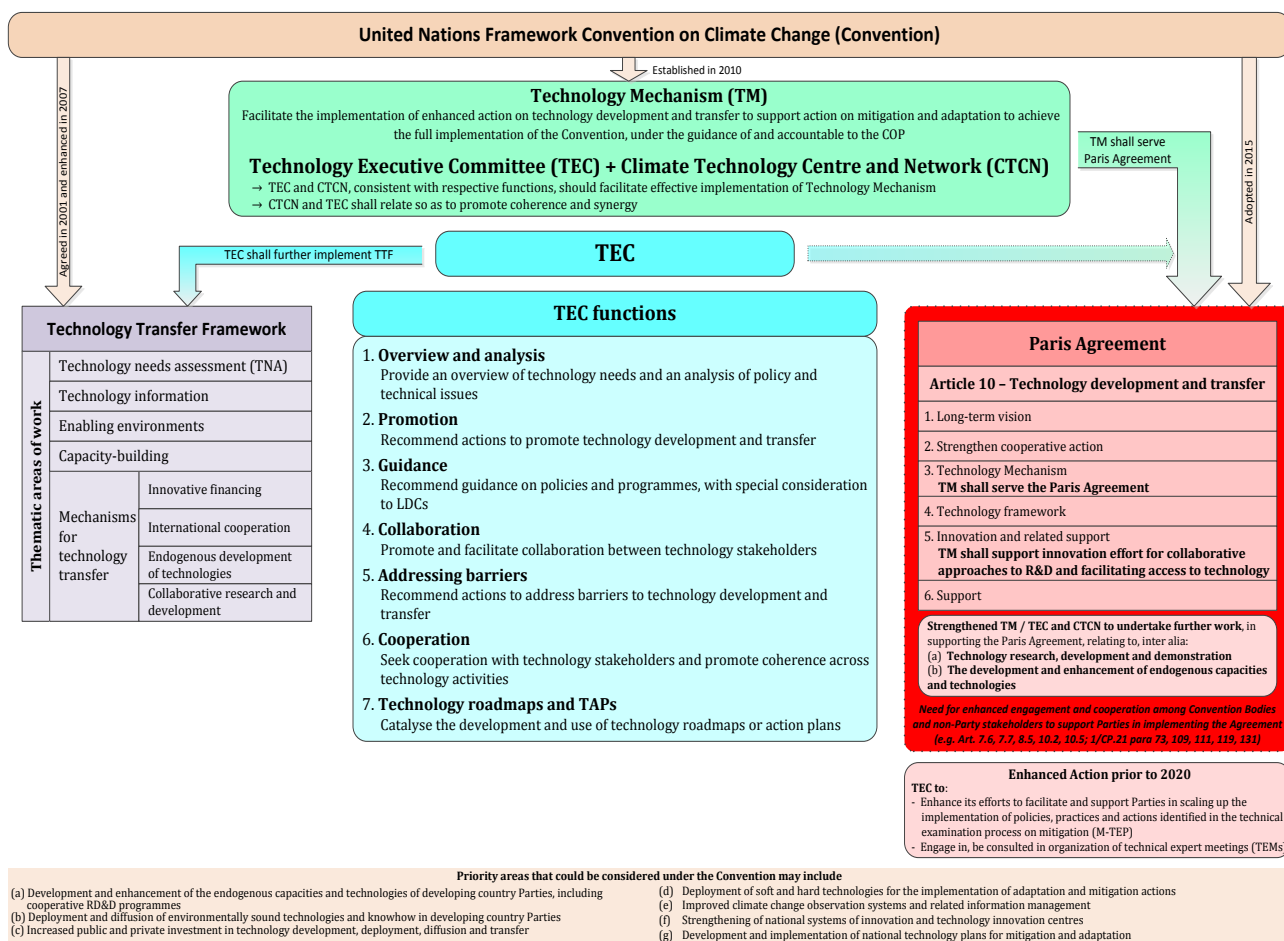 United Nations Framework Convention on Climate Change (Convention)
Established in 2010
Agreed in 2001 and enhanced in 2007
Technology Mechanism (TM)
Facilitate the implementation of enhanced action on technology development and transfer to support action on mitigation and adaptation to achieve
the full implementation of the Convention, under the guidance of and accountable to the COP
Technology Executive Committee (TEC) + Climate Technology Centre and Network (CTCN)
→ TEC and CTCN, consistent with respective functions, should facilitate effective implementation of Technology Mechanism
→ CTCN and TEC shall relate so as to promote coherence and synergy
TM shall serve
Paris Agreement
Adopted in 2015
TEC shall further implement TTF
TEC
Technology Transfer Framework
Thematic areas of work
Technology needs assessment (TNA)
Technology information
Enabling environments
Capacity-building
Mechanisms
for
technology
transfer
Innovative financing
International cooperation
Endogenous development
of technologies
Collaborative research and
development
TEC functions
1. Overview and analysis
Provide an overview of technology needs and an analysis of policy and
technical issues
2. Promotion
Recommend actions to promote technology development and transfer
3. Guidance
Recommend guidance on policies and programmes, with special consideration
to LDCs
4. Collaboration
Promote and facilitate collaboration between technology stakeholders
5. Addressing barriers
Recommend actions to address barriers to technology development and
transfer
6. Cooperation
Seek cooperation with technology stakeholders and promote coherence across
technology activities
7. Technology roadmaps and TAPs
Catalyse the development and use of technology roadmaps or action plans
Paris Agreement
Article 10 – Technology development and transfer
1. Long-term vision
2. Strengthen cooperative action
3. Technology Mechanism
TM shall serve the Paris Agreement
4. Technology framework
5. Innovation and related support
TM shall support innovation effort for collaborative
approaches to R&D and facilitating access to technology
6. Support
Strengthened TM / TEC and CTCN to undertake further work, in
supporting the Paris Agreement, relating to, inter alia:
(a) Technology research, development and demonstration
(b) The development and enhancement of endogenous capacities
and technologies
Need for enhanced engagement and cooperation among Convention Bodies
and non-Party stakeholders to support Parties in implementing the Agreement
(e.g. Art. 7.6, 7.7, 8.5, 10.2, 10.5; 1/CP.21 para 73, 109, 111, 119, 131)
Enhanced Action prior to 2020
TEC to:
- Enhance its efforts to facilitate and support Parties in scaling up the
implementation of policies, practices and actions identified in the technical
examination process on mitigation (M-TEP)
- Engage in, be consulted in organization of technical expert meetings (TEMs
Priority areas that could be considered under the Convention may include
(a) Development and enhancement of the endogenous capacities and technologies of developing country Parties, including
cooperative RD&D programmes
(b) Deployment and diffusion of environmentally sound technologies and knowhow in developing country Parties
(c) Increased public and private investment in technology development, deployment, diffusion and transfer
(d) Deployment of soft and hard technologies for the implementation of adaptation and mitigation actions
(e) Improved climate change observation systems and related information management
(f) Strengthening of national systems of innovation and technology innovation centres
(g) Development and implementation of national technology plans for mitigation and adaptation